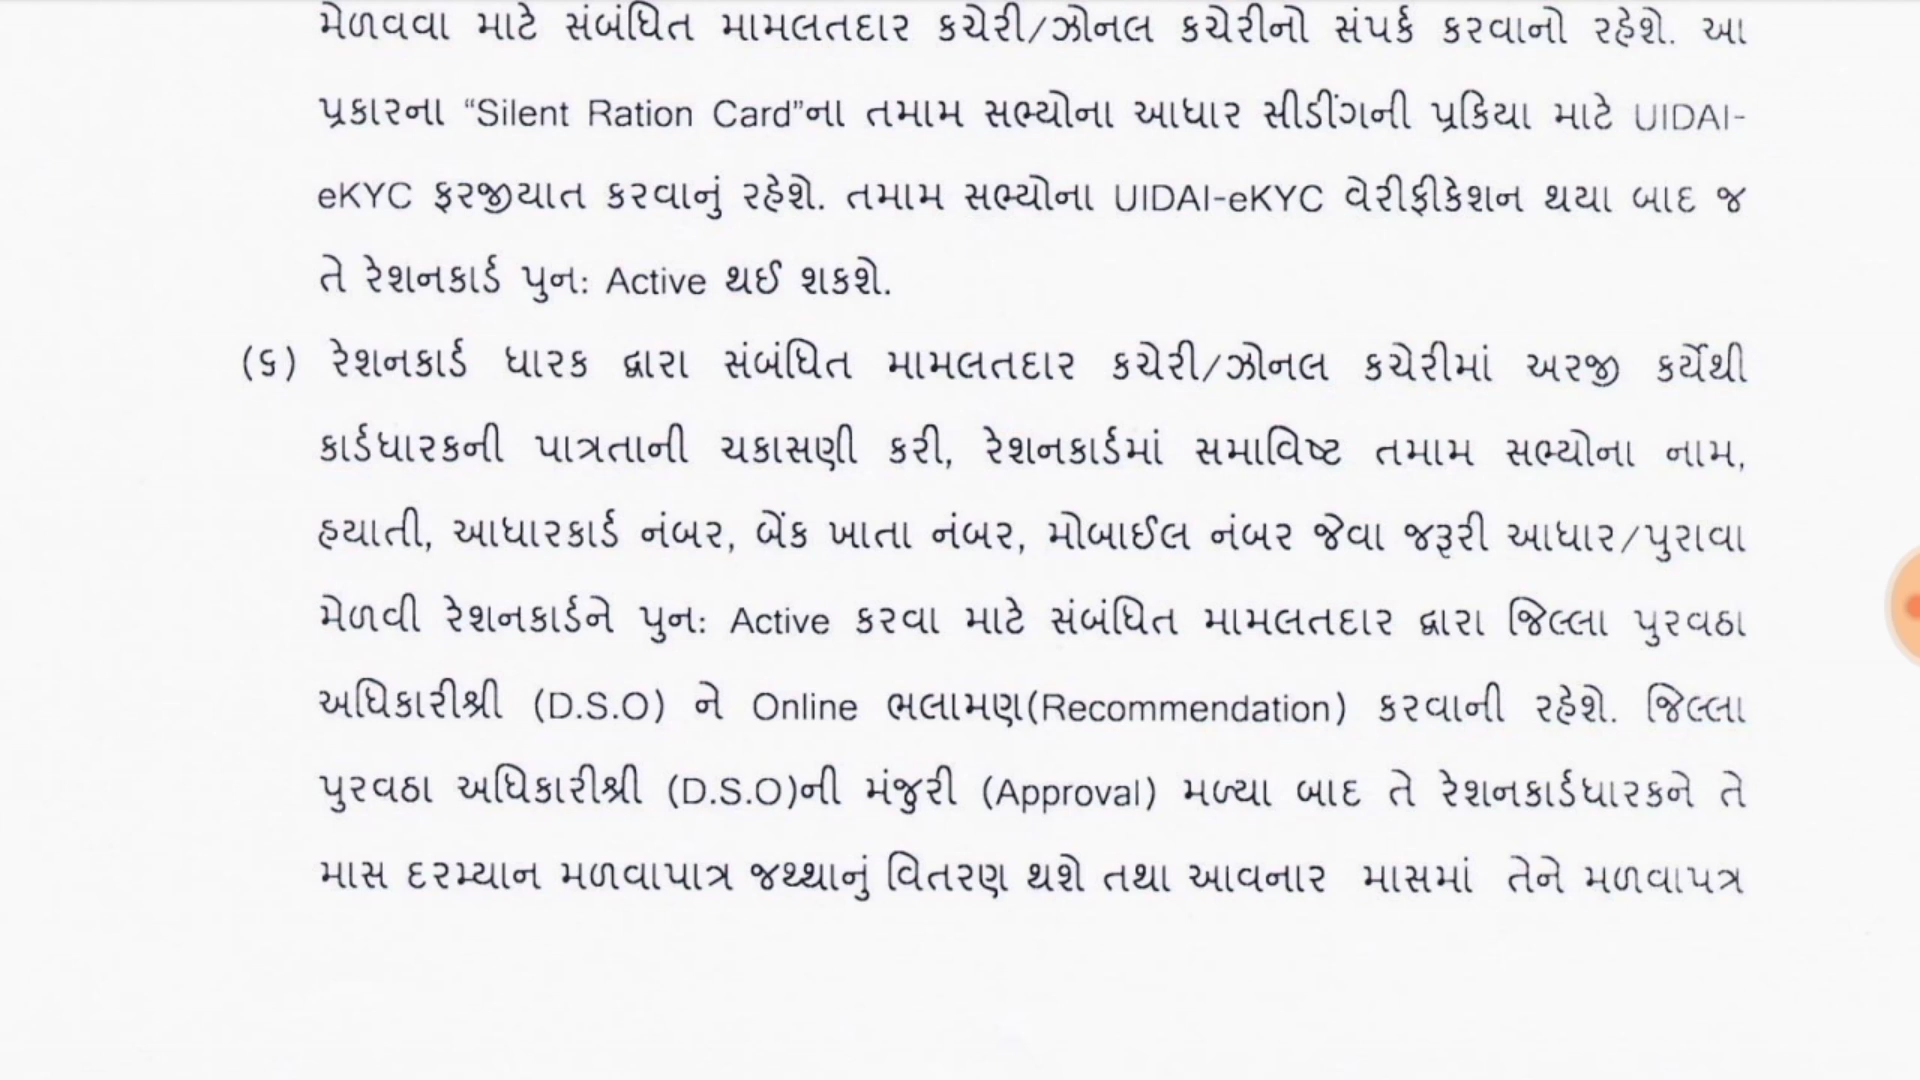 મેળવવા માટે સંબંધિત મામલતદાર કચેરી/ઝોનલ કચેરીનો સંપર્ક કરવાનો રહેશે. આ
પ્રકારના “Silent Ration Card”ના તમામ સભ્યોના આધાર સીડીંગની પ્રક્રિયા માટે UIDAI-
eKYC ફરજીયાત કરવાનું રહેશે. તમામ સભ્યોના UIDAI-eKYC વેરીફીકેશન થયા બાદ જ
તે રેશનકાર્ડ પુન: Active થઈ શકશે.
(૬) રેશનકાર્ડ ધારક દ્વારા સંબંધિત મામલતદાર કચેરી/ઝોનલ કચેરીમાં અરજી કર્યેથી
કાર્ડધારકની પાત્રતાની ચકાસણી કરી, રેશનકાર્ડમાં સમાવિષ્ટ તમામ સભ્યોના નામ,
હયાતી, આધારકાર્ડ નંબર, બેંક ખાતા નંબર, મોબાઈલ નંબર જેવા જરૂરી આધાર/પુરાવા
મેળવી રેશનકાર્ડને પુન: Active કરવા માટે સંબંધિત મામલતદાર દ્વારા જિલ્લા પુરવઠા
અધિકારીશ્રી (D.S.O) ને Online ભલામણ(Recommendation) કરવાની રહેશે. જિલ્લા
પુરવઠા અધિકારીશ્રી (D.S.O)ની મંજુરી (Approval) મળ્યા બાદ તે રેશનકાર્ડધારકને તે
માસ દરમ્યાન મળવાપાત્ર જથ્થાનું વિતરણ થશે તથા આવનાર માસમાં તેને મળવાપત્ર